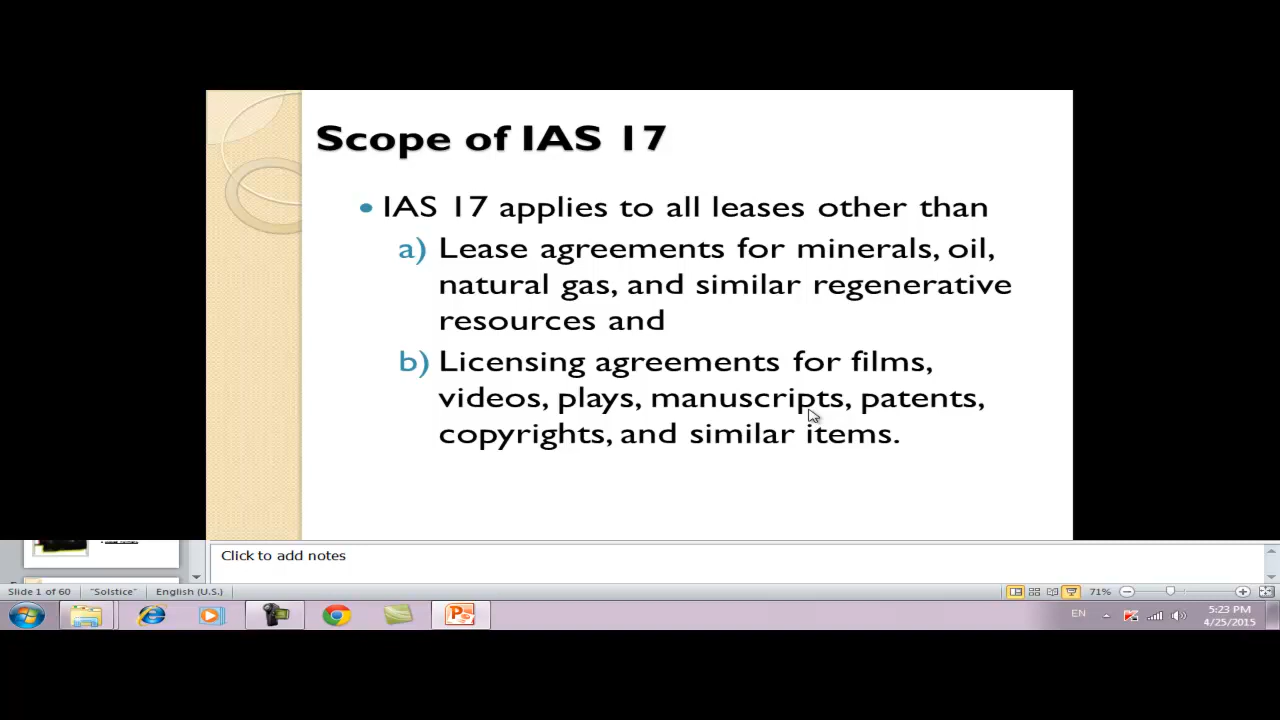 Scope of IAS 17
• IAS 17 applies to all leases other than
a) Lease agreements for minerals, oil,
natural gas, and similar regenerative
resources and
b) Licensing agreements for films,
videos, plays, manuscripts, patents,
copyrights, and similar items.
Click to add notes
Slide 1 of 60 "Solstice" English (U.S.) 71%
EN 5:23 PM
4/25/2015